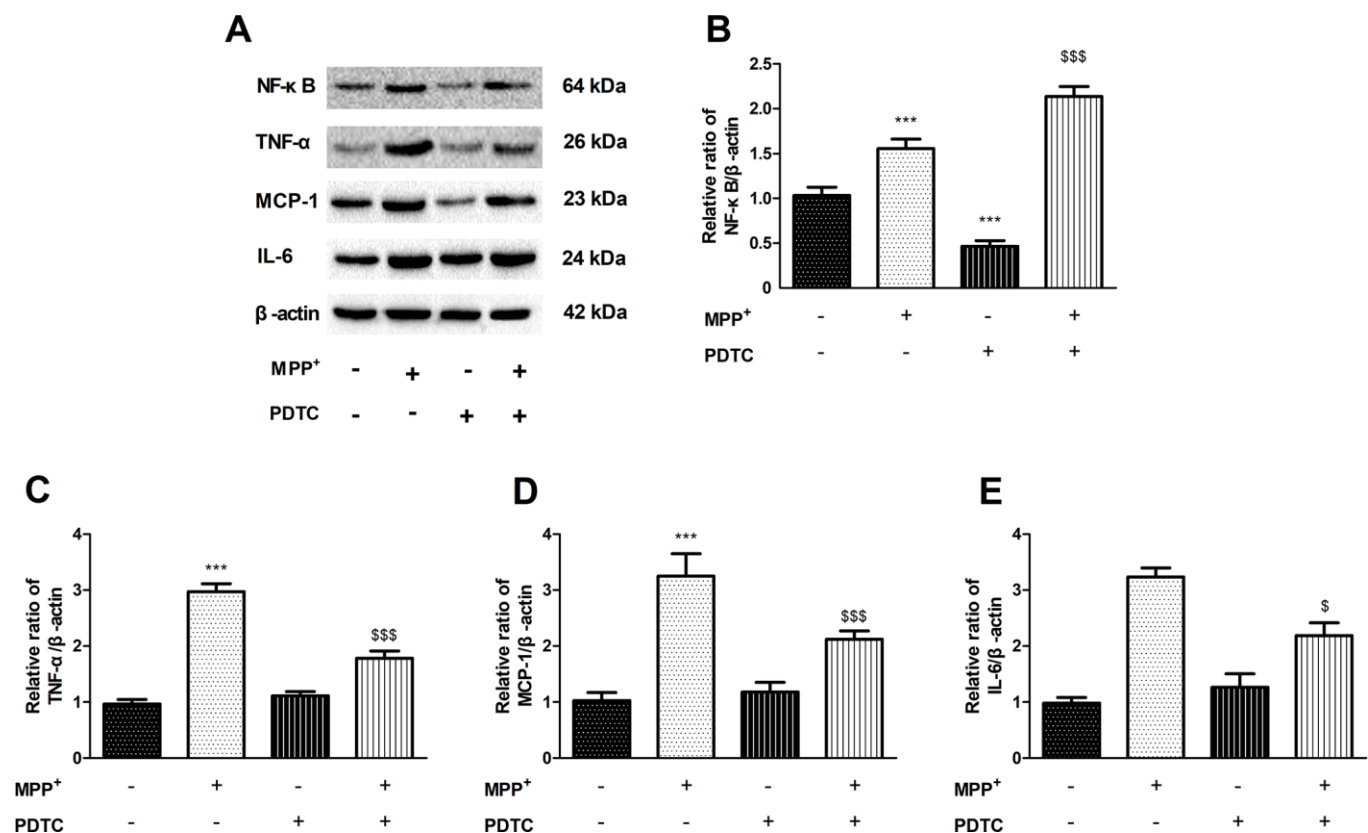 A
NF-κ B 64 kDa
TNF-α 26 kDa
MCP-1 23 kDa
IL-6 24 kDa
β -actin 42 kDa
MPP+ - + - +
PDTC - - + +
B
Relative ratio of
NF-κ B/β -actin
2.5
2.0
1.5
1.0
0.5
0
***
***
$$$
MPP+ - + - +
PDTC - - + +
C
Relative ratio of
TNF-α /β -actin
4
3
2
1
0
***
$$$
MPP+ - + - +
PDTC - - + +
D
Relative ratio of
MCP-1/β -actin
4
3
2
1
0
***
$$$
MPP+ - + - +
PDTC - - + +
E
Relative ratio of
IL-6/β -actin
4
3
2
1
0
$
MPP+ - + - +
PDTC - - + +